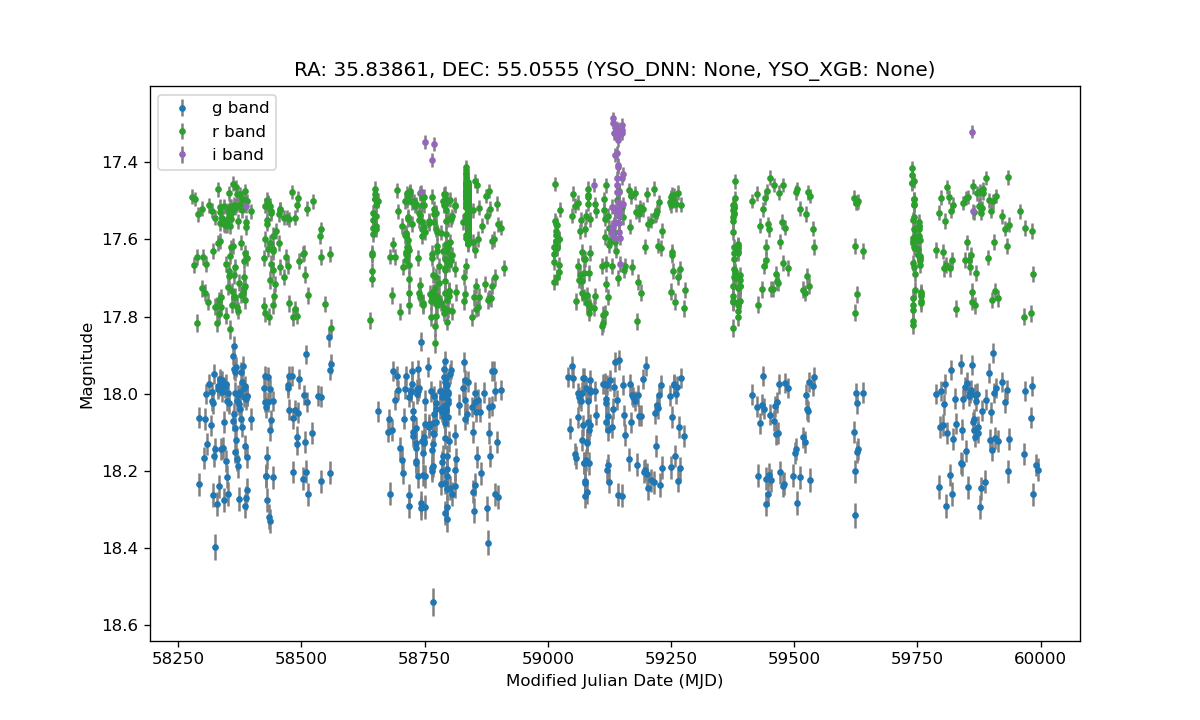 RA: 35.83861, DEC: 55.0555 (YSO_DNN: None, YSO_XGB: None)
g band
r band
i band
17.4
17.6
17.8
18.0
18.2
18.4
18.6
Magnitude
58250 58500 58750 59000 59250 59500 59750 60000
Modified Julian Date (MJD)